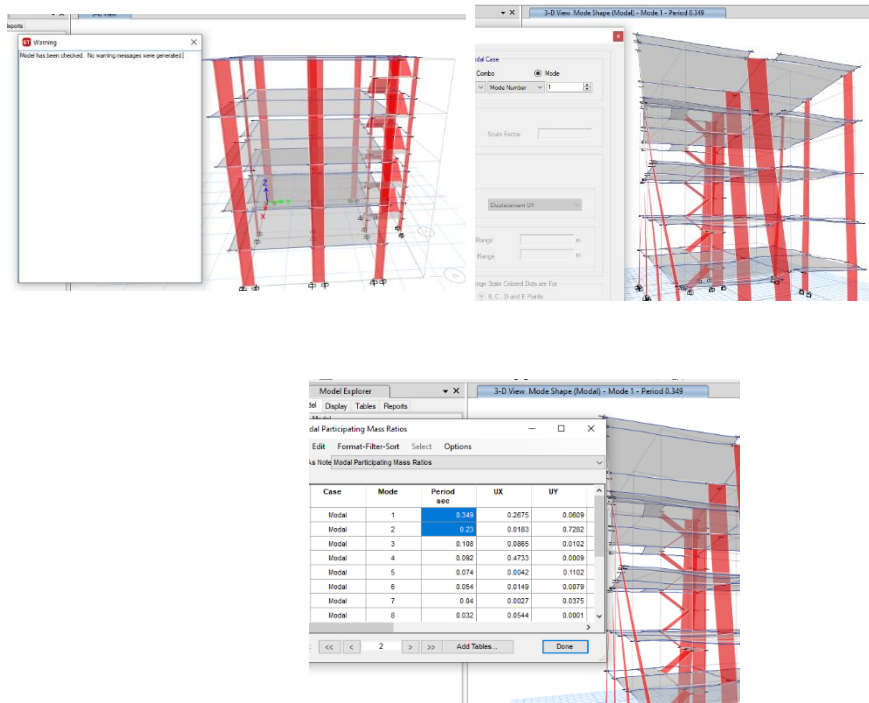 Reports
3-D View
Warning
Model has been checked. No warning messages were generated.
Z
Y
X
3-D View Mode Shape (Modal) - Mode 1 - Period 0.349
Combo
Mode
Mode Number
1
Scale Factor
Displacement UX
Range
m
Range
m
nge State Colored Dots are For
B, C, D and E Points
Model Explorer
3-D View Mode Shape (Modal) - Mode 1 - Period 0.349
Display Tables Reports
dal Participating Mass Ratios
Edit Format-Filter-Sort Select Options
As Note Modal Participating Mass Ratios
Case Mode Period sec UX UY
Modal 1 0.349 0.2675 0.0609
Modal 2 0.23 0.0183 0.7282
Modal 3 0.108 0.0865 0.0102
Modal 4 0.092 0.4733 0.0009
Modal 5 0.074 0.0042 0.1102
Modal 6 0.054 0.0149 0.0079
Modal 7 0.04 0.0027 0.0375
Modal 8 0.032 0.0544 0.0001
<< < 2 > >> Add Tables... Done